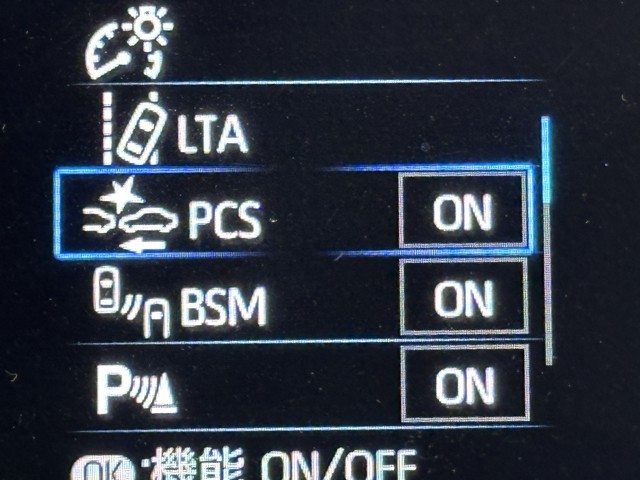 LTA
PCS ON
BSM ON
P ON
OK :機能 ON/OFF